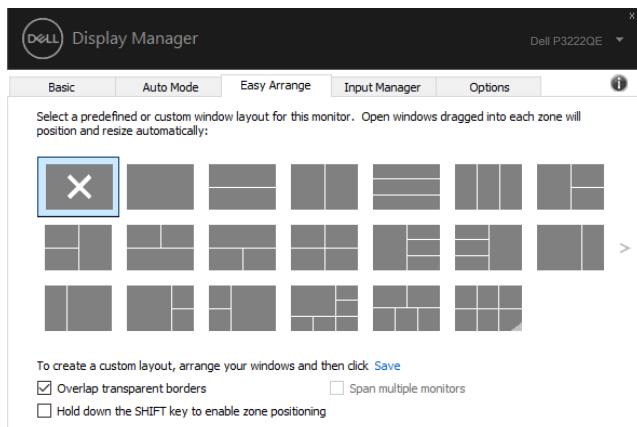 x
DELL Display Manager Dell P3222QE
Basic Auto Mode Easy Arrange Input Manager Options i
Select a predefined or custom window layout for this monitor.  Open windows dragged into each zone will
position and resize automatically:
>
To create a custom layout, arrange your windows and then click Save
Overlap transparent borders Span multiple monitors
Hold down the SHIFT key to enable zone positioning